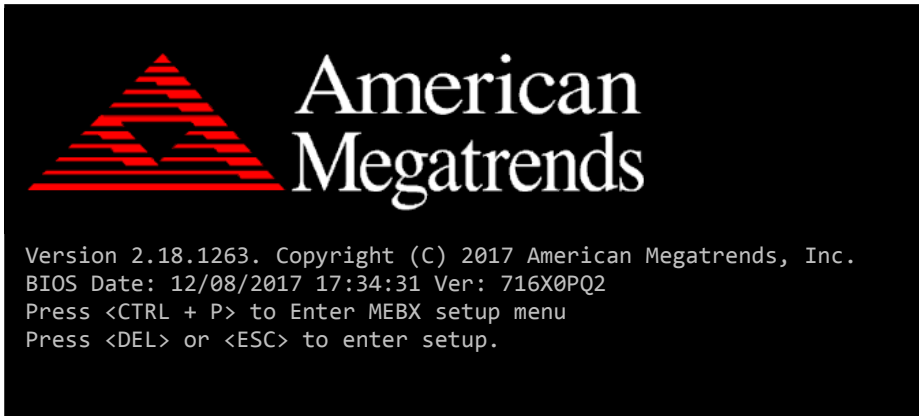 American
Megatrends
Version 2.18.1263. Copyright (C) 2017 American Megatrends, Inc.
BIOS Date: 12/08/2017 17:34:31 Ver: 716X0PQ2
Press <CTRL + P> to Enter MEBX setup menu
Press <DEL> or <ESC> to enter setup.